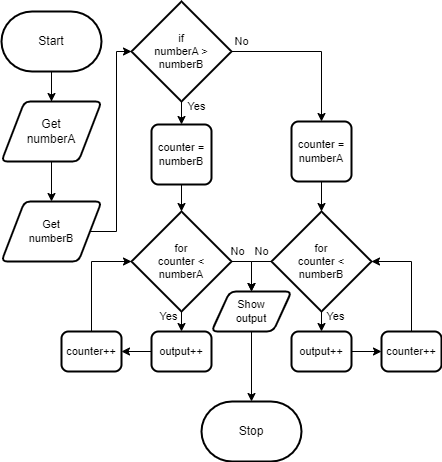 Start
Get
numberA
Get
numberB
if
numberA >
numberB
No
Yes
counter =
numberB
counter =
numberA
for
counter <
numberA
No
No
for
counter <
numberB
Yes
Yes
Show
output
counter++
output++
output++
counter++
Stop